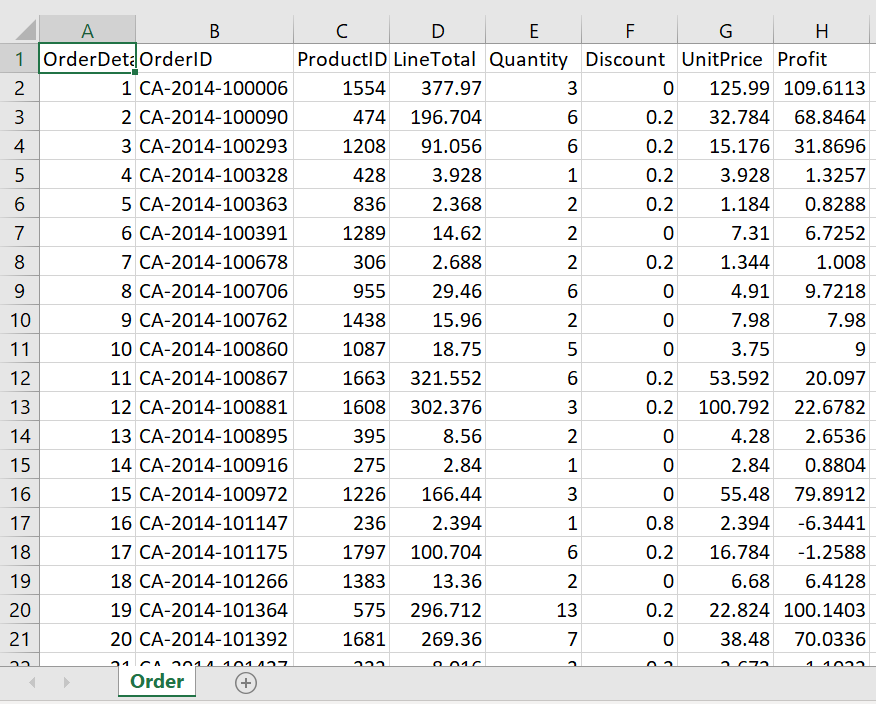 A B C D E F G H
1 OrderDeta OrderID ProductID LineTotal Quantity Discount UnitPrice Profit
2 1 CA-2014-100006 1554 377.97 3 0 125.99 109.6113
3 2 CA-2014-100090 474 196.704 6 0.2 32.784 68.8464
4 3 CA-2014-100293 1208 91.056 6 0.2 15.176 31.8696
5 4 CA-2014-100328 428 3.928 1 0.2 3.928 1.3257
6 5 CA-2014-100363 836 2.368 2 0.2 1.184 0.8288
7 6 CA-2014-100391 1289 14.62 2 0 7.31 6.7252
8 7 CA-2014-100678 306 2.688 2 0.2 1.344 1.008
9 8 CA-2014-100706 955 29.46 6 0 4.91 9.7218
10 9 CA-2014-100762 1438 15.96 2 0 7.98 7.98
11 10 CA-2014-100860 1087 18.75 5 0 3.75 9
12 11 CA-2014-100867 1663 321.552 6 0.2 53.592 20.097
13 12 CA-2014-100881 1608 302.376 3 0.2 100.792 22.6782
14 13 CA-2014-100895 395 8.56 2 0 4.28 2.6536
15 14 CA-2014-100916 275 2.84 1 0 2.84 0.8804
16 15 CA-2014-100972 1226 166.44 3 0 55.48 79.8912
17 16 CA-2014-101147 236 2.394 1 0.8 2.394 -6.3441
18 17 CA-2014-101175 1797 100.704 6 0.2 16.784 -1.2588
19 18 CA-2014-101266 1383 13.36 2 0 6.68 6.4128
20 19 CA-2014-101364 575 296.712 13 0.2 22.824 100.1403
21 20 CA-2014-101392 1681 269.36 7 0 38.48 70.0336
Order